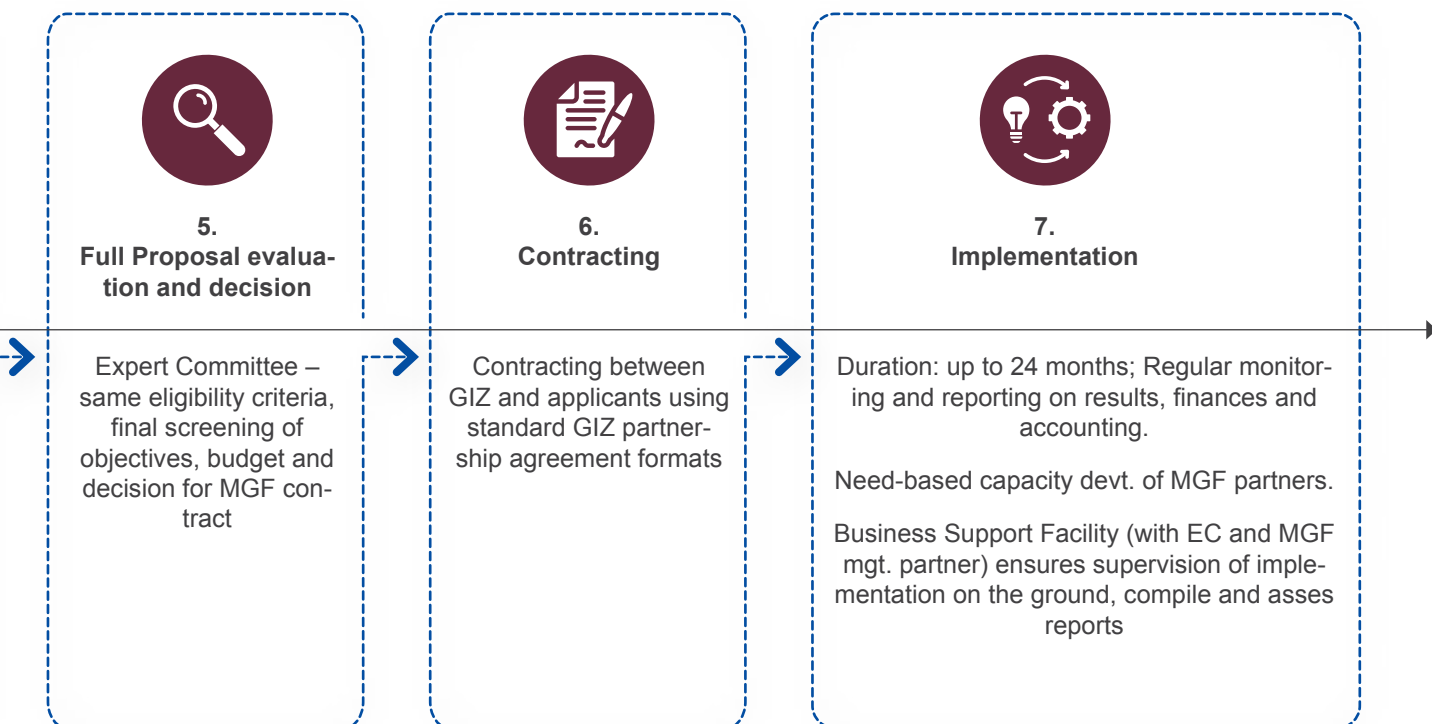 5.
Full Proposal evalua-
tion and decision
Expert Committee –
same eligibility criteria,
final screening of
objectives, budget and
decision for MGF con-
tract
6.
Contracting
Contracting between
GIZ and applicants using
standard GIZ partner-
ship agreement formats
7.
Implementation
Duration: up to 24 months; Regular monitor-
ing and reporting on results, finances and
accounting.
Need-based capacity devt. of MGF partners.
Business Support Facility (with EC and MGF
mgt. partner) ensures supervision of imple-
mentation on the ground, compile and asses
reports